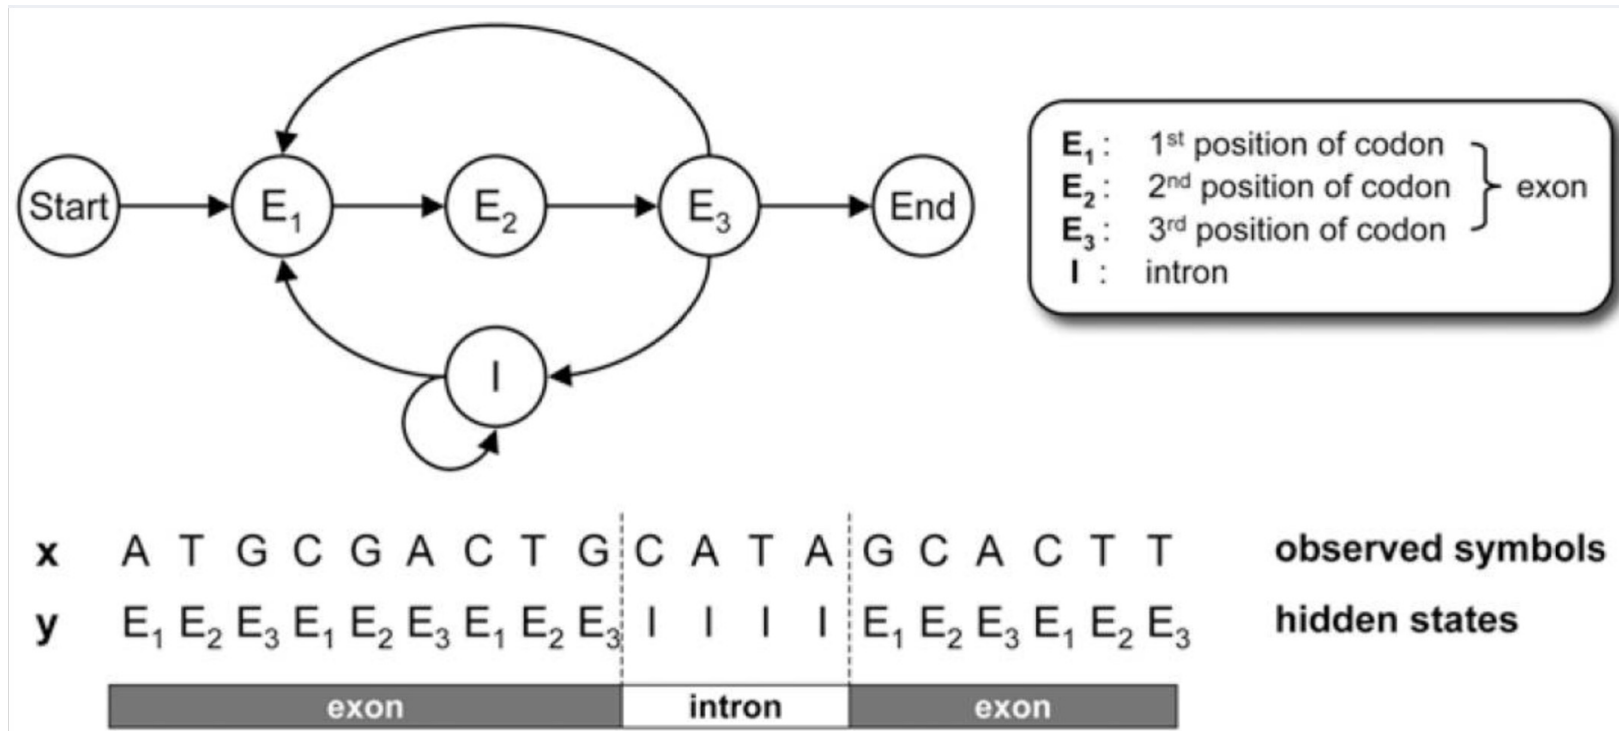 Start E₁ E₂ E₃ End
I
E₁ : 1st position of codon
E₂ : 2nd position of codon
E₃ : 3rd position of codon
I : intron
exon
x A T G C G A C T G C A T A G C A C T T observed symbols
y E₁ E₂ E₃ E₁ E₂ E₃ E₁ E₂ E₃ I I I I E₁ E₂ E₃ E₁ E₂ E₃ hidden states
exon intron exon